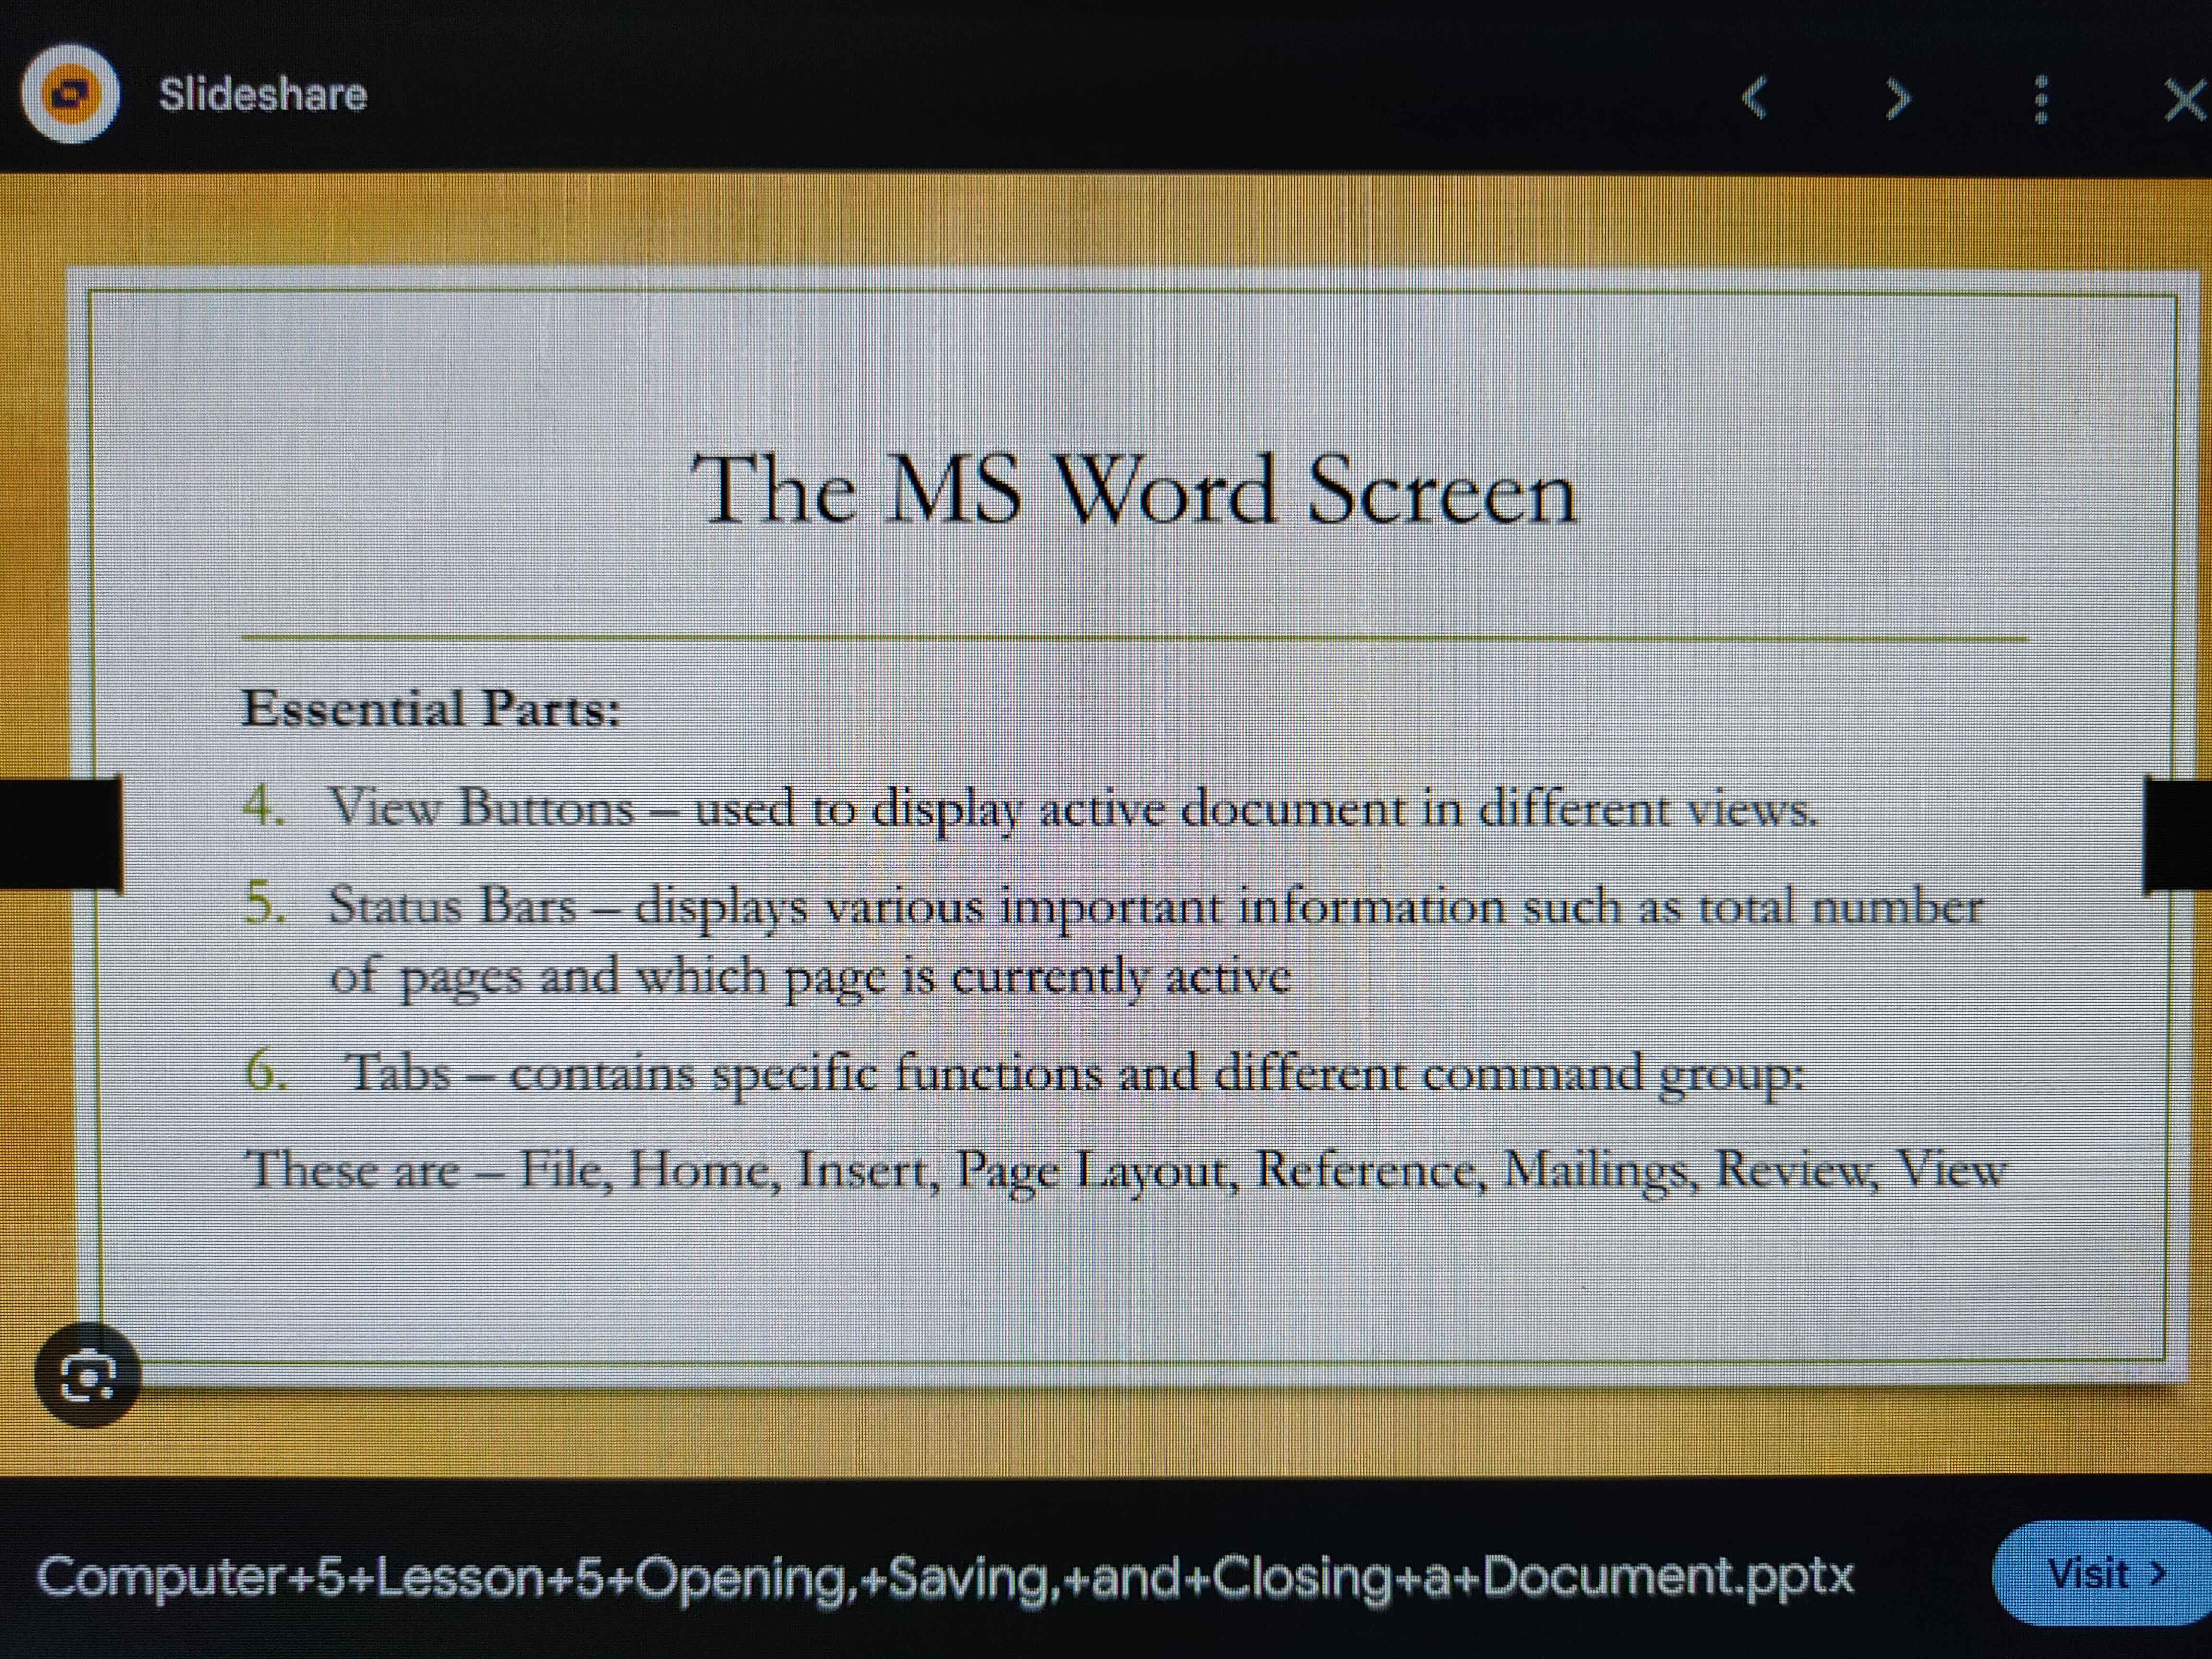 Slideshare
The MS Word Screen
Essential Parts:
4. View Buttons – used to display active document in different views.
5. Status Bars – displays various important information such as total number
of pages and which page is currently active
6. Tabs – contains specific functions and different command group:
These are – File, Home, Insert, Page Layout, Reference, Mailings, Review, View
Computer+5+Lesson+5+Opening,+Saving,+and+Closing+a+Document.pptx
Visit >